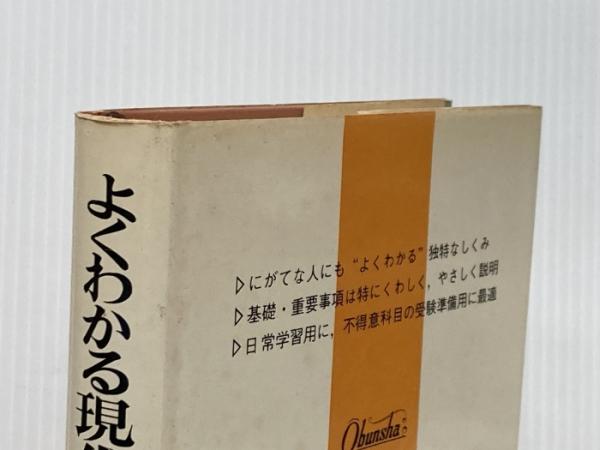 よくわかる現
▷にがてな人にも“よくわかる”独特なしくみ
▷基礎・重要事項は特にくわしく，やさしく説明
▷日常学習用に，不得意科目の受験準備用に最適
Obunsha